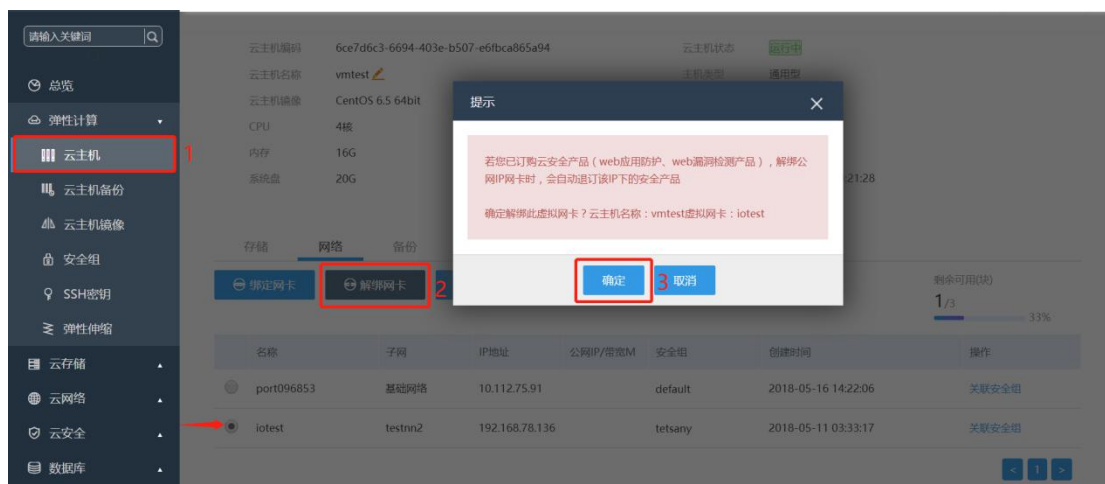 请输入关键词
总览
弹性计算
云主机
1
云主机备份
云主机镜像
安全组
SSH密钥
弹性伸缩
云存储
云网络
云安全
数据库
云主机编码 6ce7d6c3-6694-403e-b507-e6fbca865a94 云主机状态 运行中
云主机名称 vmtest 主机类型 通用型
云主机镜像 CentOS 6.5 64bit
CPU 4核
内存 16G
系统盘 20G 21:28
提示
若您已订购云安全产品（web应用防护、web漏洞检测产品）, 解绑公
网IP网卡时，会自动退订该IP下的安全产品
确定解绑此虚拟网卡？云主机名称：vmtest虚拟网卡：iotest
确定 3 取消
存储 网络 备份
绑定网卡 解绑网卡 2
剩余可用(块)
1/3
33%
名称 子网 IP地址 公网IP/带宽M 安全组 创建时间 操作
port096853 基础网络 10.112.75.91 default 2018-05-16 14:22:06 关联安全组
iotest testnn2 192.168.78.136 tetsany 2018-05-11 03:33:17 关联安全组
< 1 >